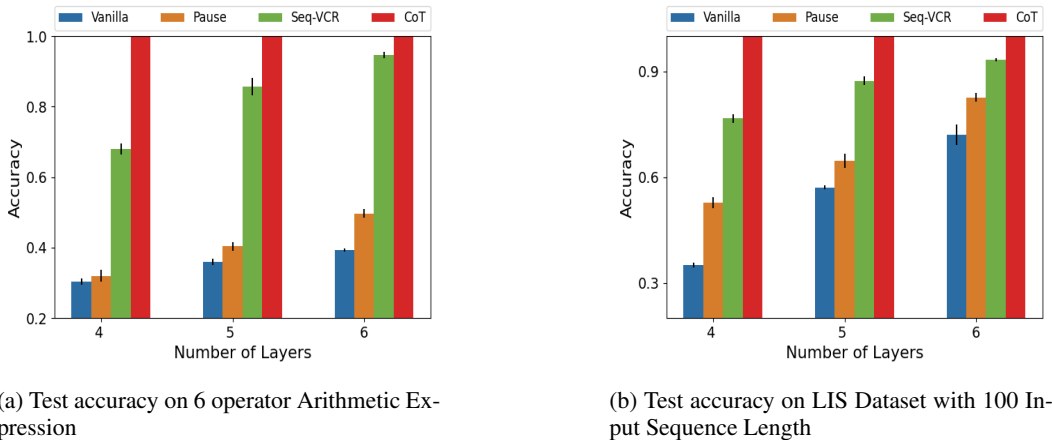 Vanilla Pause Seq-VCR CoT
1.0
0.8
0.6
0.4
0.2
Accuracy
4 5 6
Number of Layers
(a) Test accuracy on 6 operator Arithmetic Ex-
pression
Vanilla Pause Seq-VCR CoT
0.9
0.6
0.3
Accuracy
4 5 6
Number of Layers
(b) Test accuracy on LIS Dataset with 100 In-
put Sequence Length